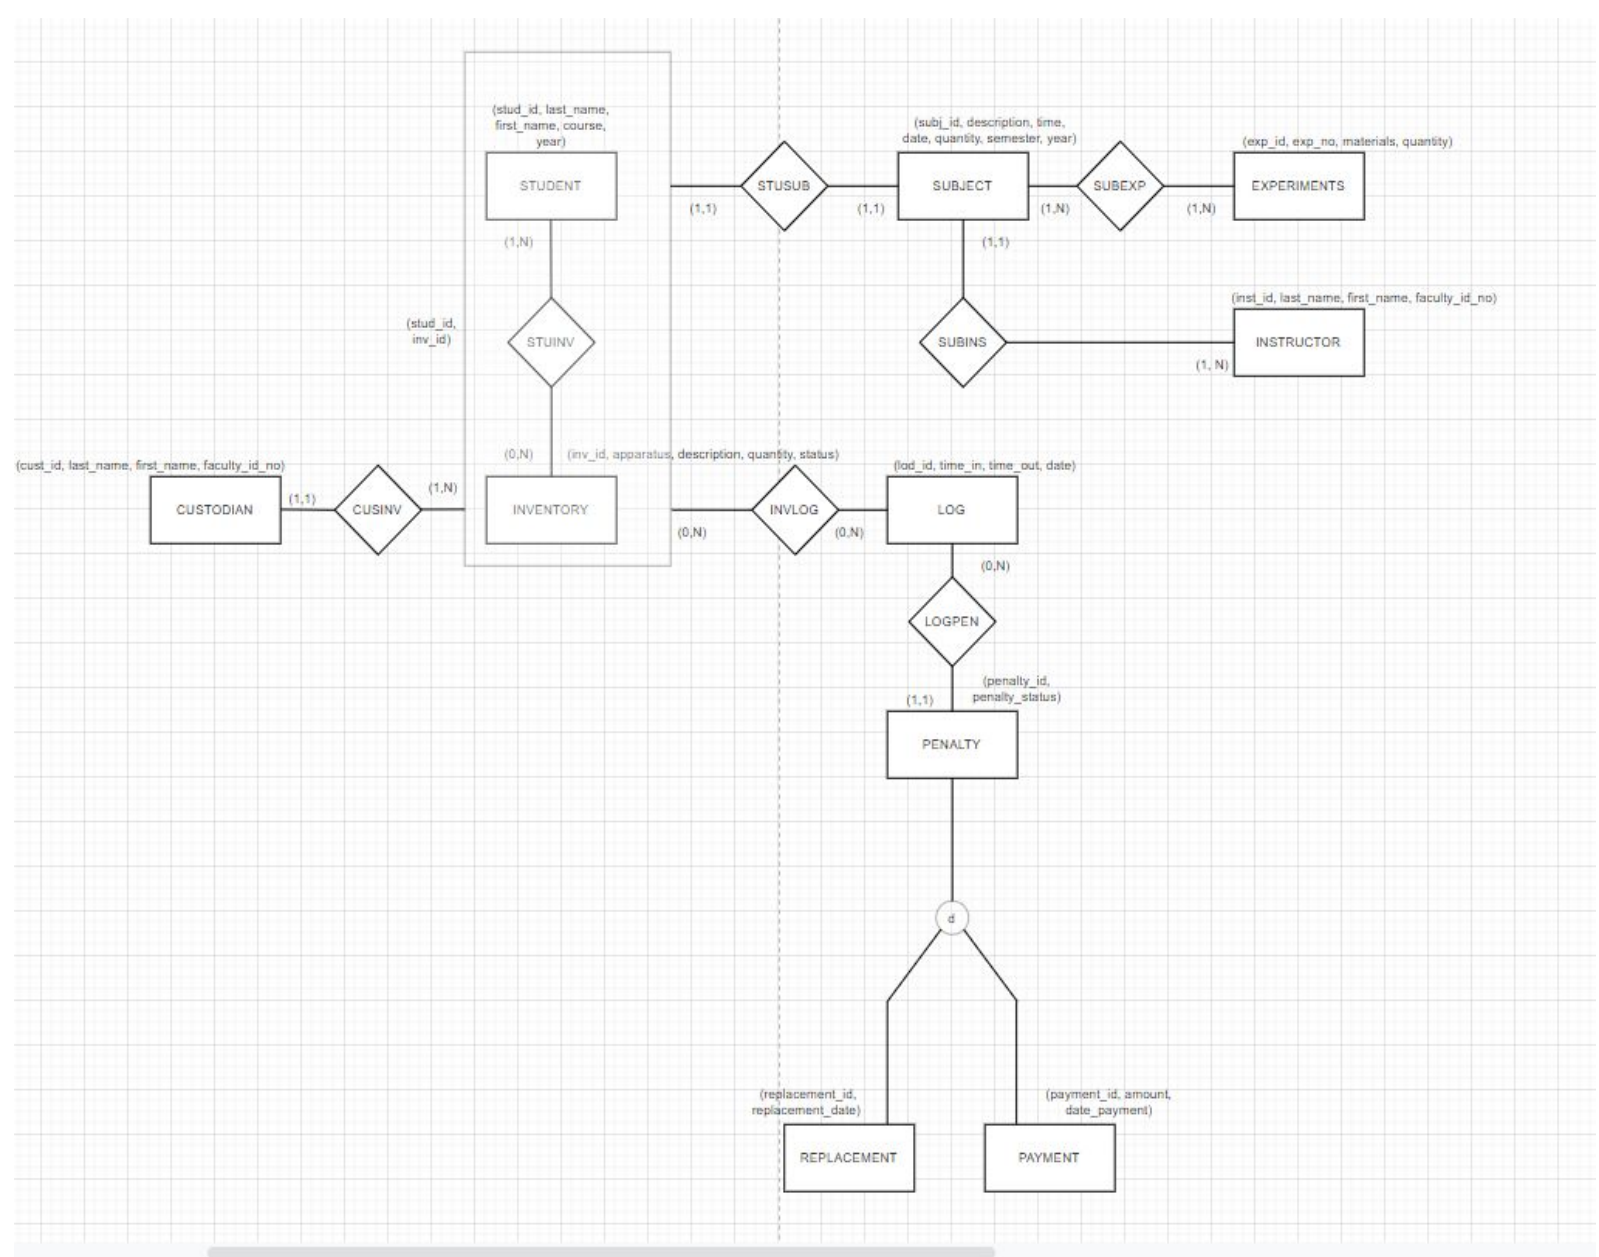 (stud_id, last_name,
first_name, course,
year)
STUDENT
(1,N)
(stud_id,
inv_id)
STUINV
(0,N)
(inv_id, apparatus, description, quantity, status)
INVENTORY
(1,1)
STUSUB
(1,1)
(subj_id, description, time,
date, quantity, semester, year)
SUBJECT
(1,N)
SUBEXP
(1,N)
(exp_id, exp_no, materials, quantity)
EXPERIMENTS
(1,1)
SUBINS
(1, N)
(inst_id, last_name, first_name, faculty_id_no)
INSTRUCTOR
(cust_id, last_name, first_name, faculty_id_no)
CUSTODIAN
(1,1)
CUSINV
(1,N)
(0,N)
INVLOG
(0,N)
(lod_id, time_in, time_out, date)
LOG
(0,N)
LOGPEN
(1,1)
(penalty_id,
penalty_status)
PENALTY
d
(replacement_id,
replacement_date)
REPLACEMENT
(payment_id, amount,
date_payment)
PAYMENT